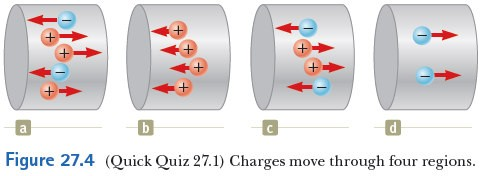 a b c d
Figure 27.4 (Quick Quiz 27.1) Charges move through four regions.